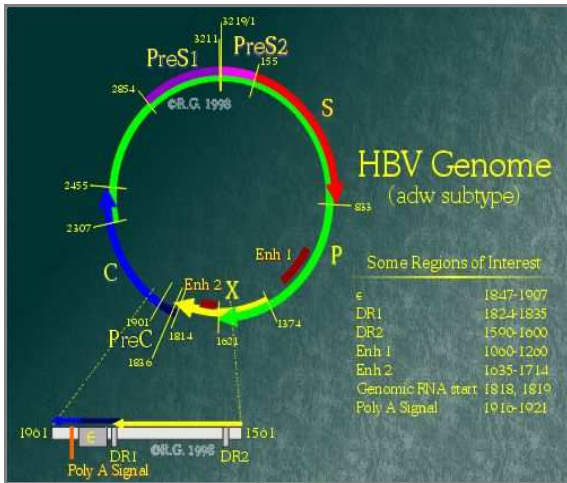 3219/1
3211
PreS2
PreS1
155
2854
©R.G. 1998
S
HBV Genome
(adw subtype)
2455
833
2307
Enh 1
P
Some Regions of Interest
C
Enh 2
X
ε 1847-1907
DR1 1824-1835
DR2 1590-1600
Enh 1 1060-1260
Enh 2 1635-1714
Genomic RNA start 1818, 1819
Poly A Signal 1916-1921
1901
1814
1374
PreC
1621
1836
1961
1561
ε
DR1
©R.G. 1998
DR2
Poly A Signal